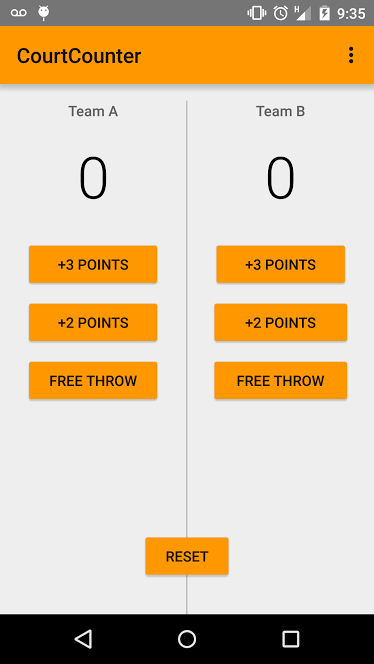 H 9:35
CourtCounter
Team A Team B
0 0
+3 POINTS +3 POINTS
+2 POINTS +2 POINTS
FREE THROW FREE THROW
RESET